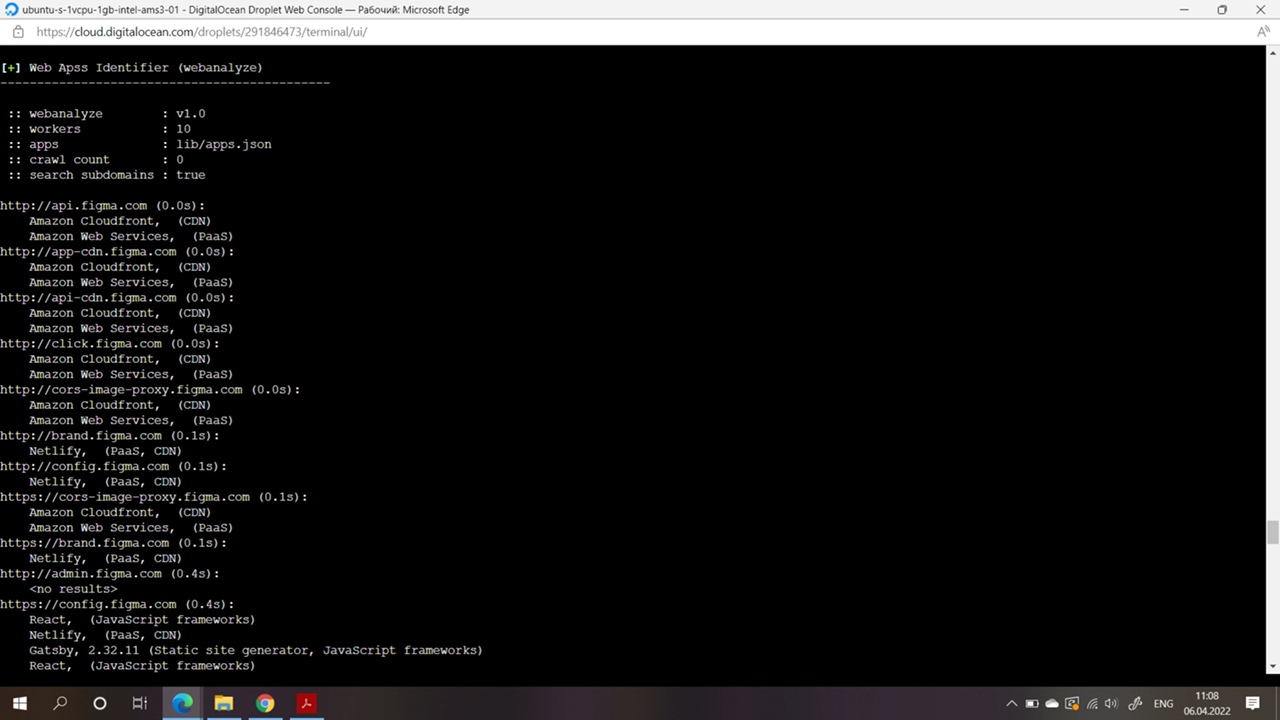 ubuntu-s-1vcpu-1gb-intel-ams3-01 - DigitalOcean Droplet Web Console — Рабочий: Microsoft Edge
https://cloud.digitalocean.com/droplets/291846473/terminal/ui/
[+] Web Apss Identifier (webanalyze)
---------------------------------------------
:: webanalyze : v1.0
:: workers : 10
:: apps : lib/apps.json
:: crawl count : 0
:: search subdomains : true
http://api.figma.com (0.0s):
Amazon Cloudfront, (CDN)
Amazon Web Services, (PaaS)
http://app-cdn.figma.com (0.0s):
Amazon Cloudfront, (CDN)
Amazon Web Services, (PaaS)
http://api-cdn.figma.com (0.0s):
Amazon Cloudfront, (CDN)
Amazon Web Services, (PaaS)
http://click.figma.com (0.0s):
Amazon Cloudfront, (CDN)
Amazon Web Services, (PaaS)
http://cors-image-proxy.figma.com (0.0s):
Amazon Cloudfront, (CDN)
Amazon Web Services, (PaaS)
http://brand.figma.com (0.1s):
Netlify, (PaaS, CDN)
http://config.figma.com (0.1s):
Netlify, (PaaS, CDN)
https://cors-image-proxy.figma.com (0.1s):
Amazon Cloudfront, (CDN)
Amazon Web Services, (PaaS)
https://brand.figma.com (0.1s):
Netlify, (PaaS, CDN)
http://admin.figma.com (0.4s):
<no results>
https://config.figma.com (0.4s):
React, (JavaScript frameworks)
Netlify, (PaaS, CDN)
Gatsby, 2.32.11 (Static site generator, JavaScript frameworks)
React, (JavaScript frameworks)
ENG
11:08
06.04.2022